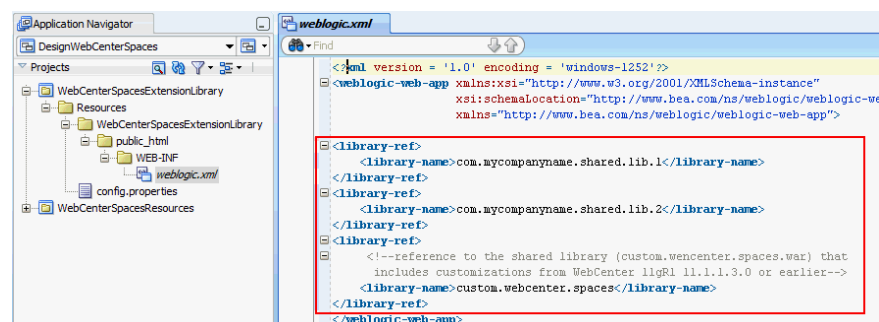 Application Navigator
DesignWebCenterSpaces
Projects
WebCenterSpacesExtensionLibrary
Resources
WebCenterSpacesExtensionLibrary
public_html
WEB-INF
weblogic.xml
config.properties
WebCenterSpacesResources
weblogic.xml
Find
<?xml version = '1.0' encoding = 'windows-1252'?>
<weblogic-web-app xmlns:xsi="http://www.w3.org/2001/XMLSchema-instance"
xsi:schemaLocation="http://www.bea.com/ns/weblogic/weblogic-we
xmlns="http://www.bea.com/ns/weblogic/weblogic-web-app">
<library-ref>
<library-name>com.mycompanyname.shared.lib.1</library-name>
</library-ref>
<library-ref>
<library-name>com.mycompanyname.shared.lib.2</library-name>
</library-ref>
<library-ref>
<!--reference to the shared library (custom.wencenter.spaces.war) that
includes customizations from WebCenter 11gR1 11.1.1.3.0 or earlier-->
<library-name>custom.webcenter.spaces</library-name>
</library-ref>
</weblogic-web-app>